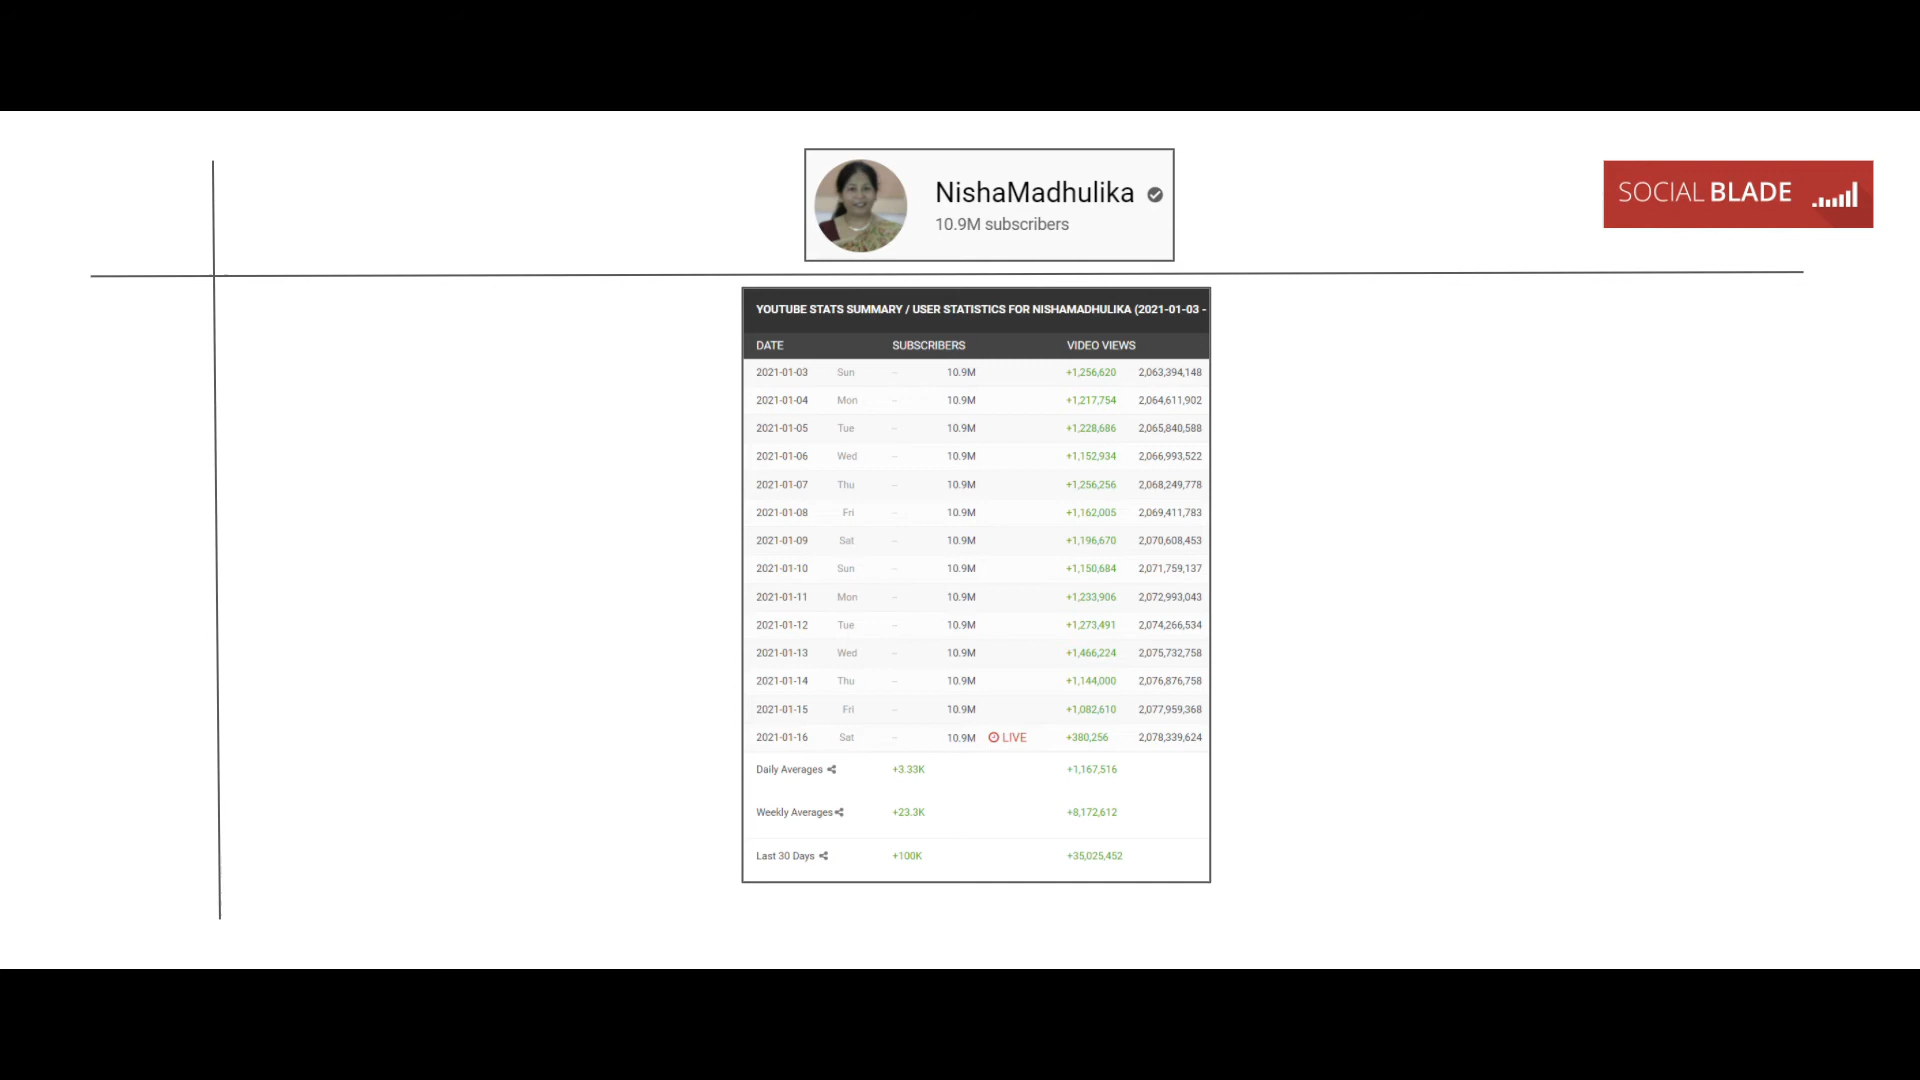 NishaMadhulika
10.9M subscribers
SOCIAL BLADE
YOUTUBE STATS SUMMARY / USER STATISTICS FOR NISHAMADHULIKA (2021-01-03 -
DATE SUBSCRIBERS VIDEO VIEWS
2021-01-03 Sun -- 10.9M +1,256,620 2,063,394,148
2021-01-04 Mon -- 10.9M +1,217,754 2,064,611,902
2021-01-05 Tue -- 10.9M +1,228,686 2,065,840,588
2021-01-06 Wed -- 10.9M +1,152,934 2,066,993,522
2021-01-07 Thu -- 10.9M +1,256,256 2,068,249,778
2021-01-08 Fri -- 10.9M +1,162,005 2,069,411,783
2021-01-09 Sat -- 10.9M +1,196,670 2,070,608,453
2021-01-10 Sun -- 10.9M +1,150,684 2,071,759,137
2021-01-11 Mon -- 10.9M +1,233,906 2,072,993,043
2021-01-12 Tue -- 10.9M +1,273,491 2,074,266,534
2021-01-13 Wed -- 10.9M +1,466,224 2,075,732,758
2021-01-14 Thu -- 10.9M +1,144,000 2,076,876,758
2021-01-15 Fri -- 10.9M +1,082,610 2,077,959,368
2021-01-16 Sat -- 10.9M LIVE +380,256 2,078,339,624
Daily Averages +3.33K +1,167,516
Weekly Averages +23.3K +8,172,612
Last 30 Days +100K +35,025,452